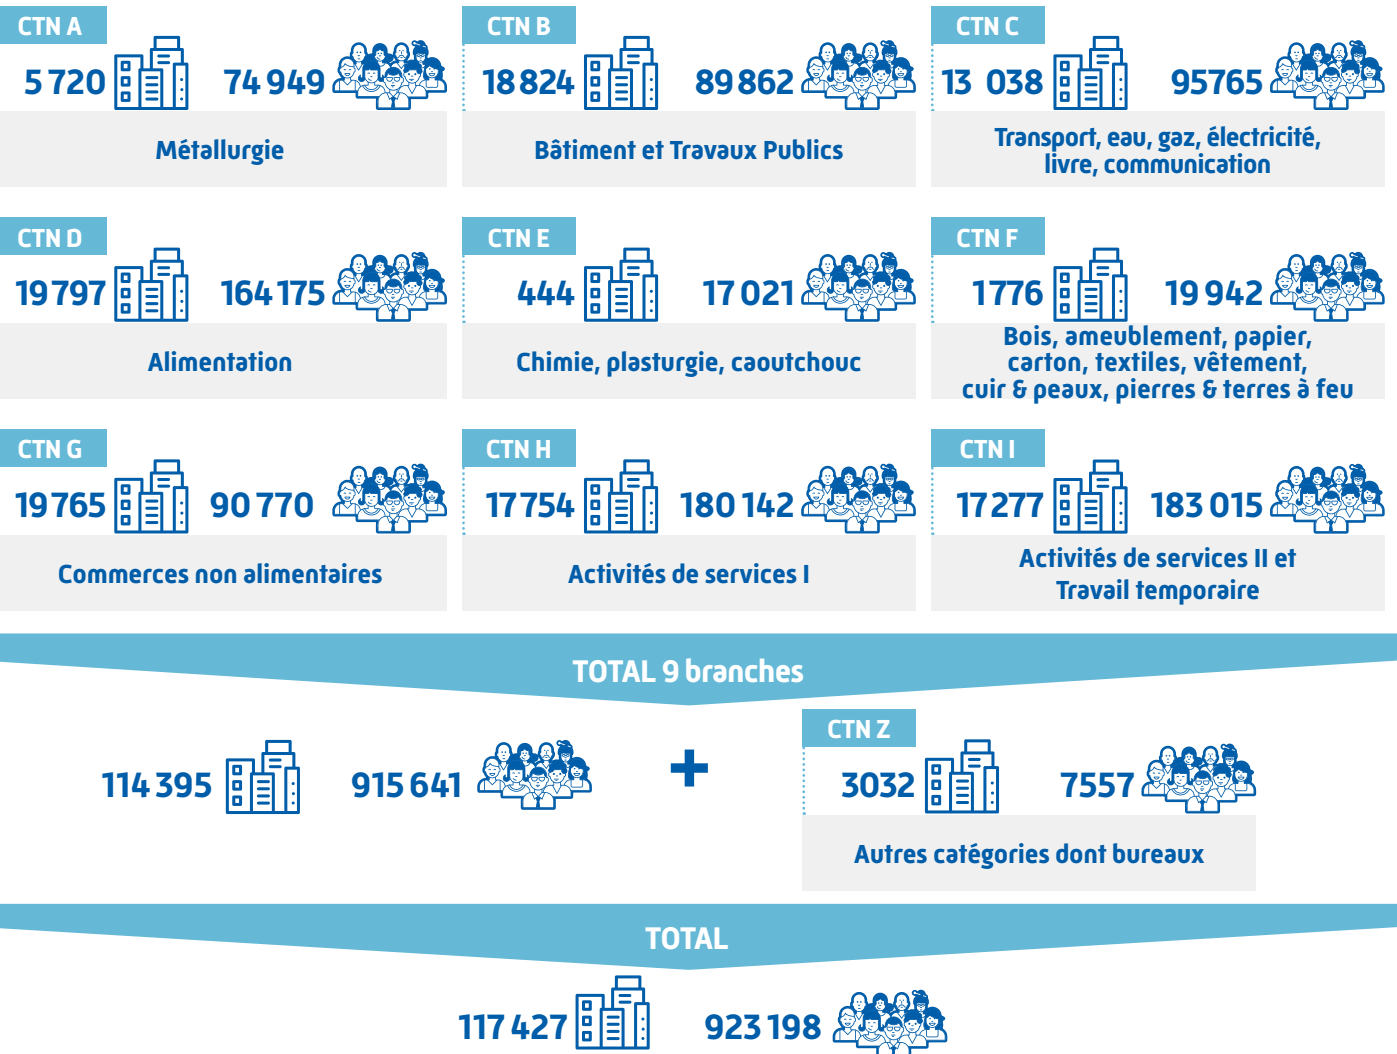 CTN A
5 720 74 949
Métallurgie
CTN B
18 824 89 862
Bâtiment et Travaux Publics
CTN C
13 038 95765
Transport, eau, gaz, électricité,
livre, communication
CTN D
19 797 164 175
Alimentation
CTN E
444 17 021
Chimie, plasturgie, caoutchouc
CTN F
1776 19 942
Bois, ameublement, papier,
carton, textiles, vêtement,
cuir & peaux, pierres & terres à feu
CTN G
19 765 90 770
Commerces non alimentaires
CTN H
17 754 180 142
Activités de services I
CTN I
17 277 183 015
Activités de services II et
Travail temporaire
TOTAL 9 branches
114 395 915 641 +
CTN Z
3032 7557
Autres catégories dont bureaux
TOTAL
117 427 923 198